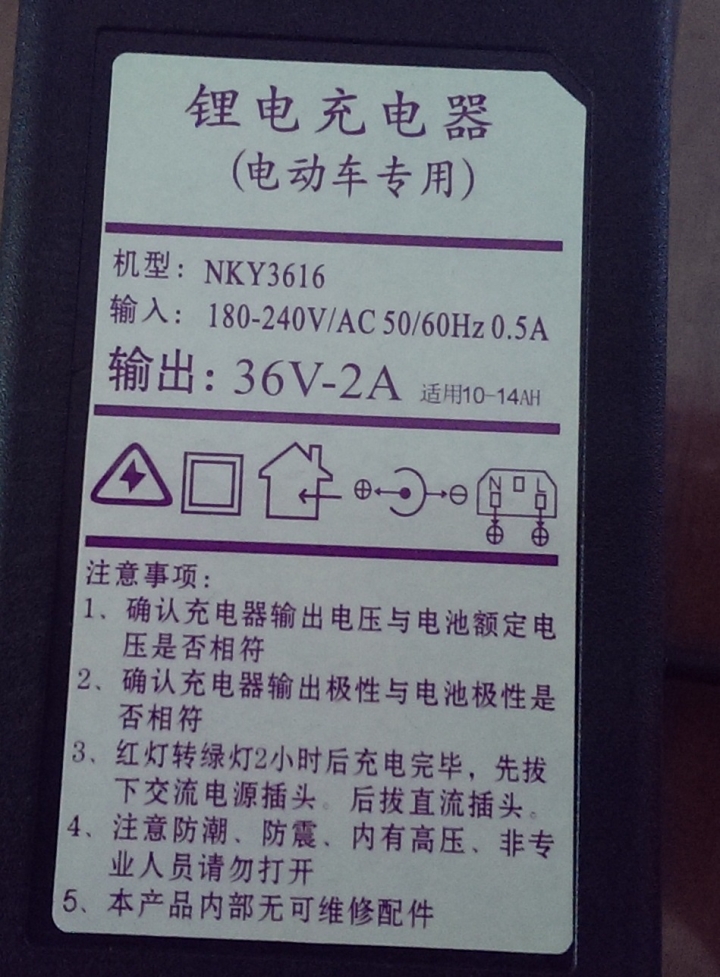 锂电充电器
(电动车专用)
机型：NKY3616
输入：180-240V/AC 50/60Hz 0.5A
输出：36V-2A 适用10-14AH
N L
注意事项：
1、确认充电器输出电压与电池额定电
压是否相符
2、确认充电器输出极性与电池极性是
否相符
3、红灯转绿灯2小时后充电完毕，先拔
下交流电源插头。后拔直流插头。
4、注意防潮、防震、内有高压、非专
业人员请勿打开
5、本产品内部无可维修配件